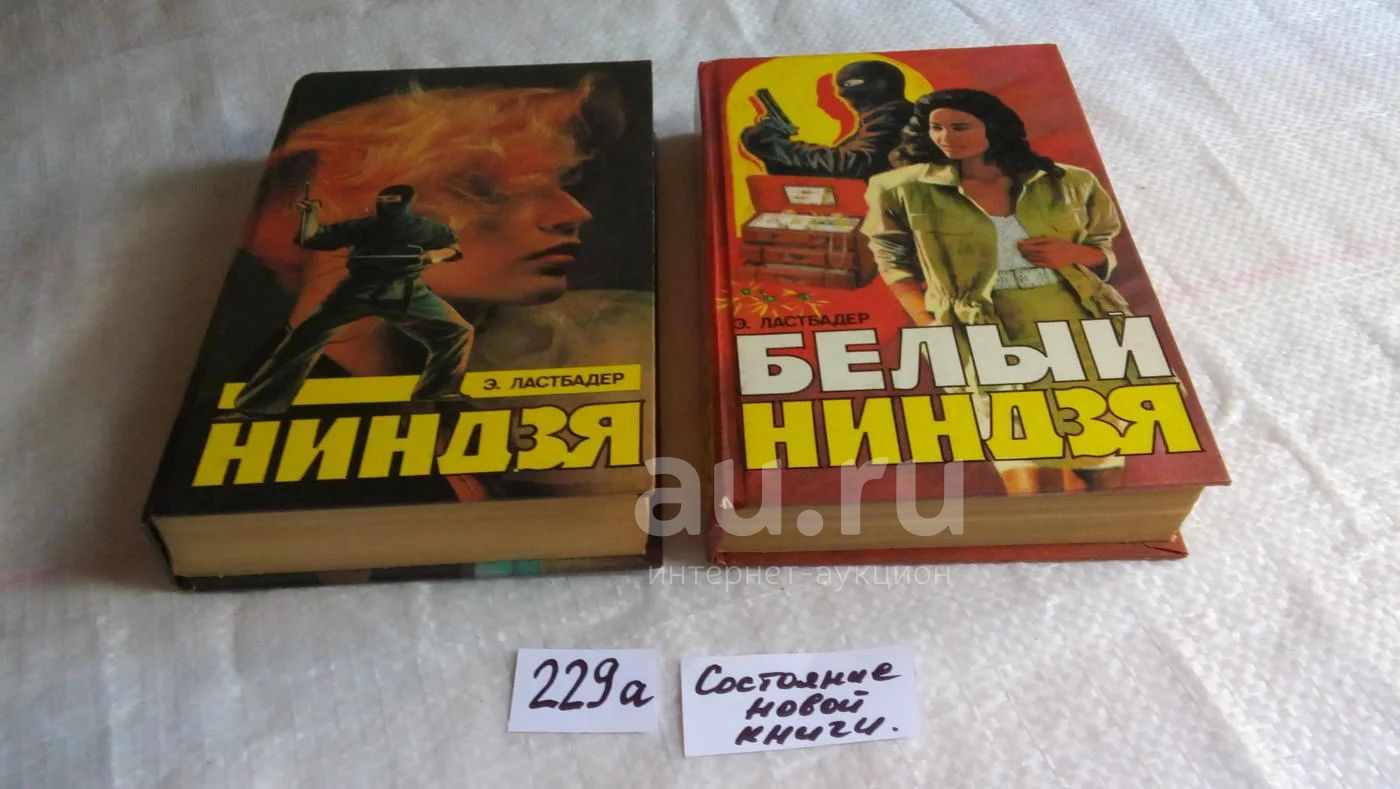 Э. ЛАСТБАДЕР
НИНДЗЯ
Э. ЛАСТБАДЕР
БЕЛЫЙ
НИНДЗЯ
au.ru
интернет-аукцион
229а
Состояние
новой
книги.